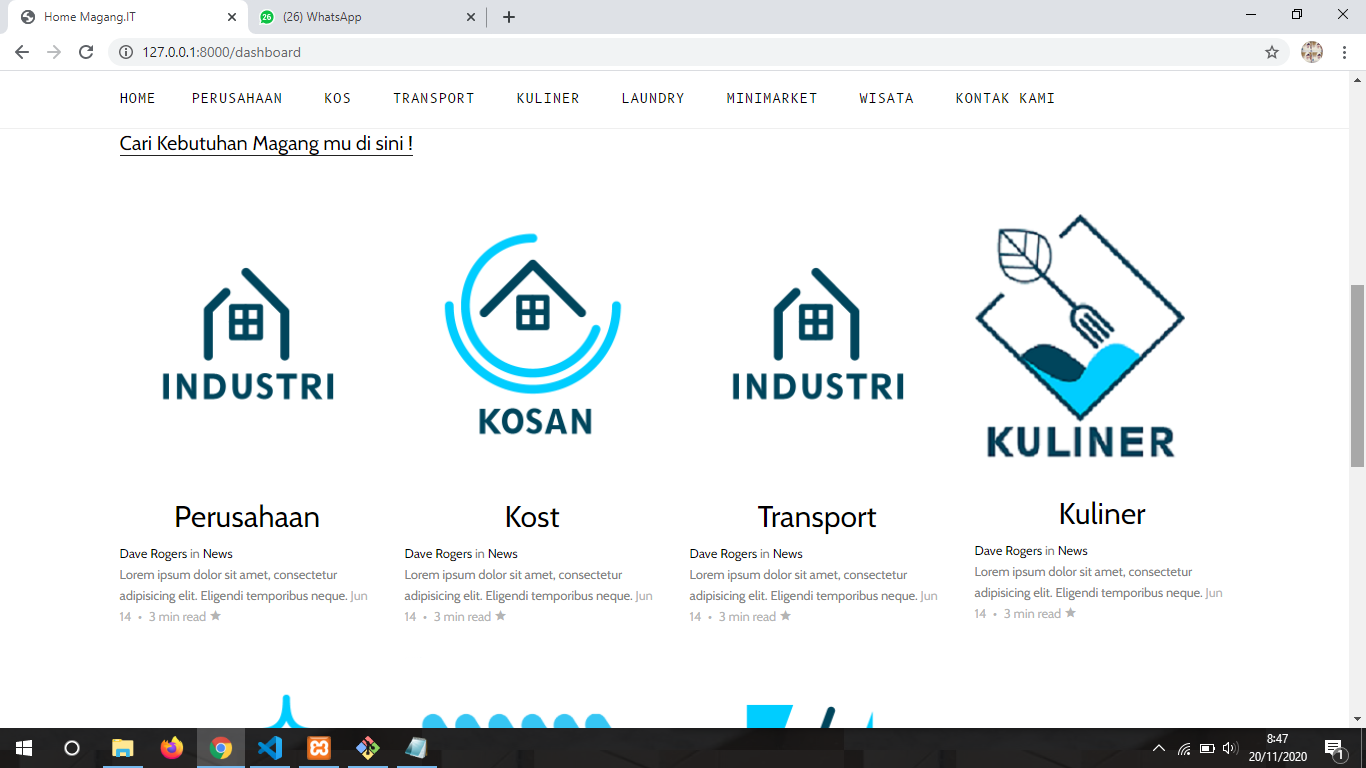 Home Magang.IT
26
(26) WhatsApp
127.0.0.1:8000/dashboard
HOME PERUSAHAAN KOS TRANSPORT KULINER LAUNDRY MINIMARKET WISATA KONTAK KAMI
Cari Kebutuhan Magang mu di sini !
INDUSTRI
KOSAN
INDUSTRI
KULINER
Perusahaan
Dave Rogers in News
Lorem ipsum dolor sit amet, consectetur
adipisicing elit. Eligendi temporibus neque. Jun
14 • 3 min read ★
Kost
Dave Rogers in News
Lorem ipsum dolor sit amet, consectetur
adipisicing elit. Eligendi temporibus neque. Jun
14 • 3 min read ★
Transport
Dave Rogers in News
Lorem ipsum dolor sit amet, consectetur
adipisicing elit. Eligendi temporibus neque. Jun
14 • 3 min read ★
Kuliner
Dave Rogers in News
Lorem ipsum dolor sit amet, consectetur
adipisicing elit. Eligendi temporibus neque. Jun
14 • 3 min read ★
8:47
20/11/2020
1